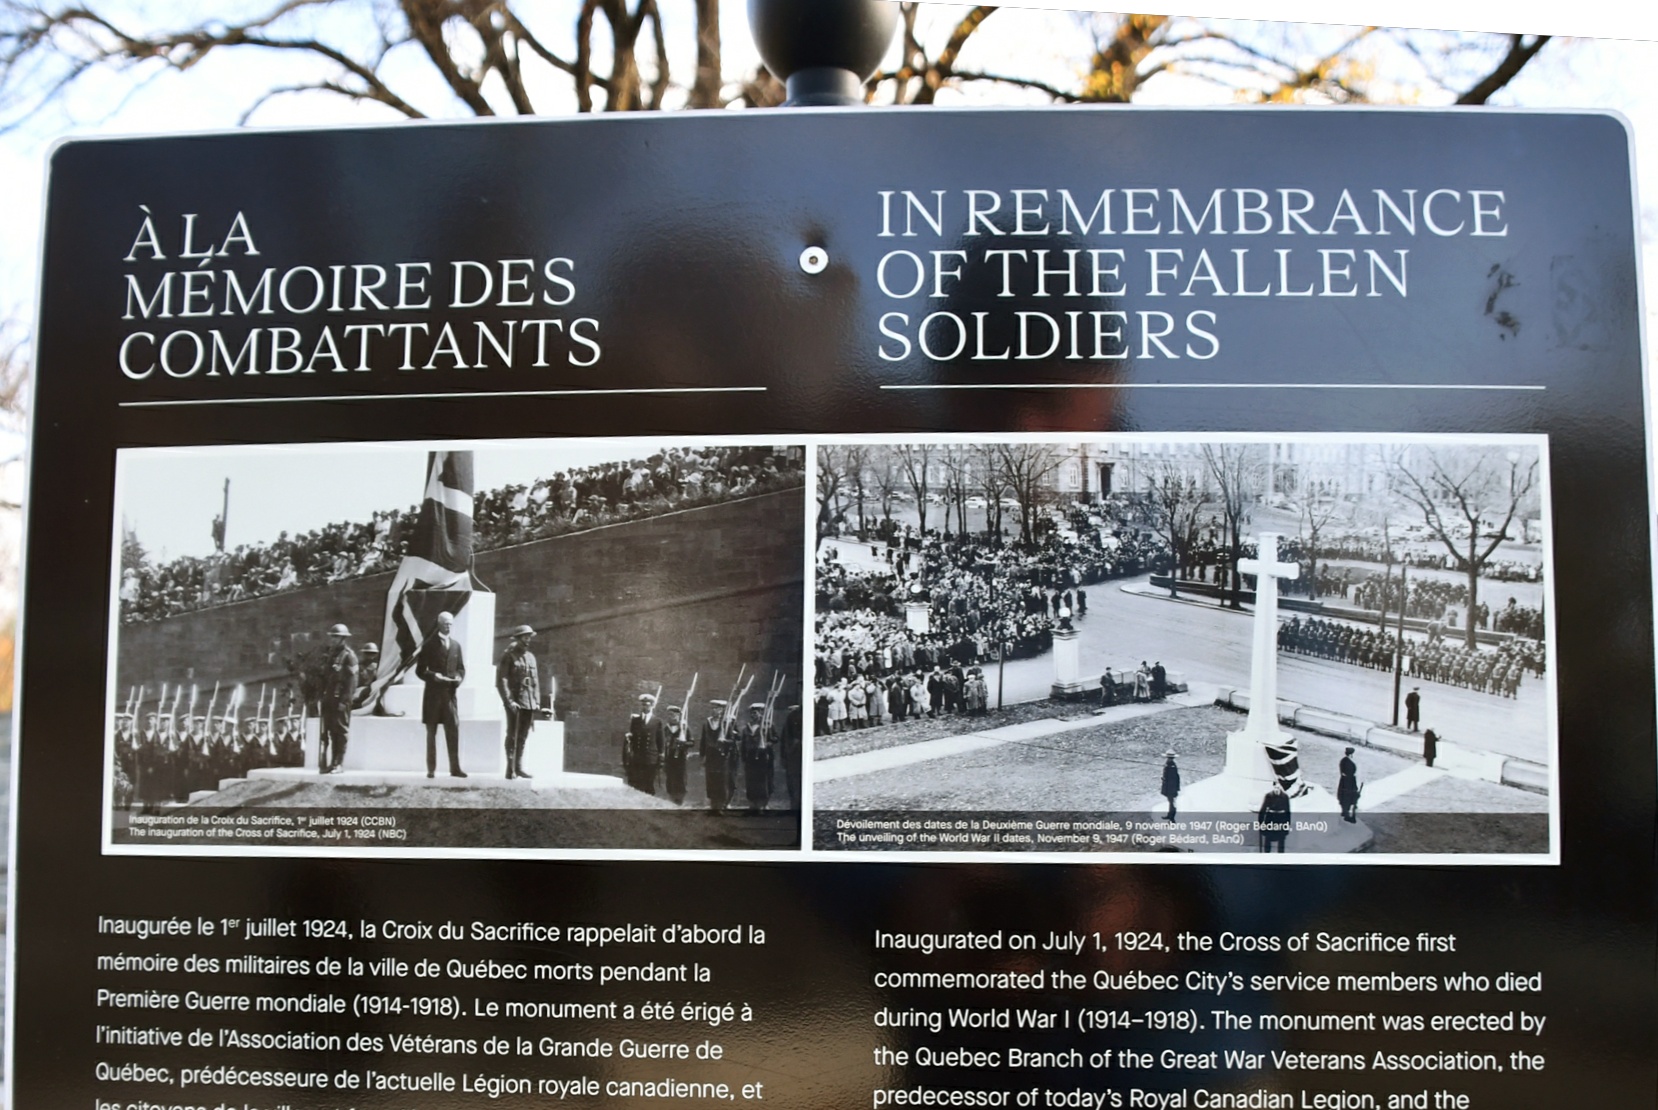 À LA
MÉMOIRE DES
COMBATTANTS
IN REMEMBRANCE
OF THE FALLEN
SOLDIERS
Inauguration de la Croix du Sacrifice, 1er juillet 1924 (CCBN)
The inauguration of the Cross of Sacrifice, July 1, 1924 (NBC)
Dévoilement des dates de la Deuxième Guerre mondiale, 9 novembre 1947 (Roger Bédard, BAnQ)
The unveiling of the World War II dates, November 9, 1947 (Roger Bédard, BAnQ)
Inaugurée le 1er juillet 1924, la Croix du Sacrifice rappelait d'abord la
mémoire des militaires de la ville de Québec morts pendant la
Première Guerre mondiale (1914-1918). Le monument a été érigé à
l'initiative de l'Association des Vétérans de la Grande Guerre de
Québec, prédécesseure de l'actuelle Légion royale canadienne, et
les citoyens de la
Inaugurated on July 1, 1924, the Cross of Sacrifice first
commemorated the Québec City's service members who died
during World War I (1914–1918). The monument was erected by
the Quebec Branch of the Great War Veterans Association, the
predecessor of today's Royal Canadian Legion, and the